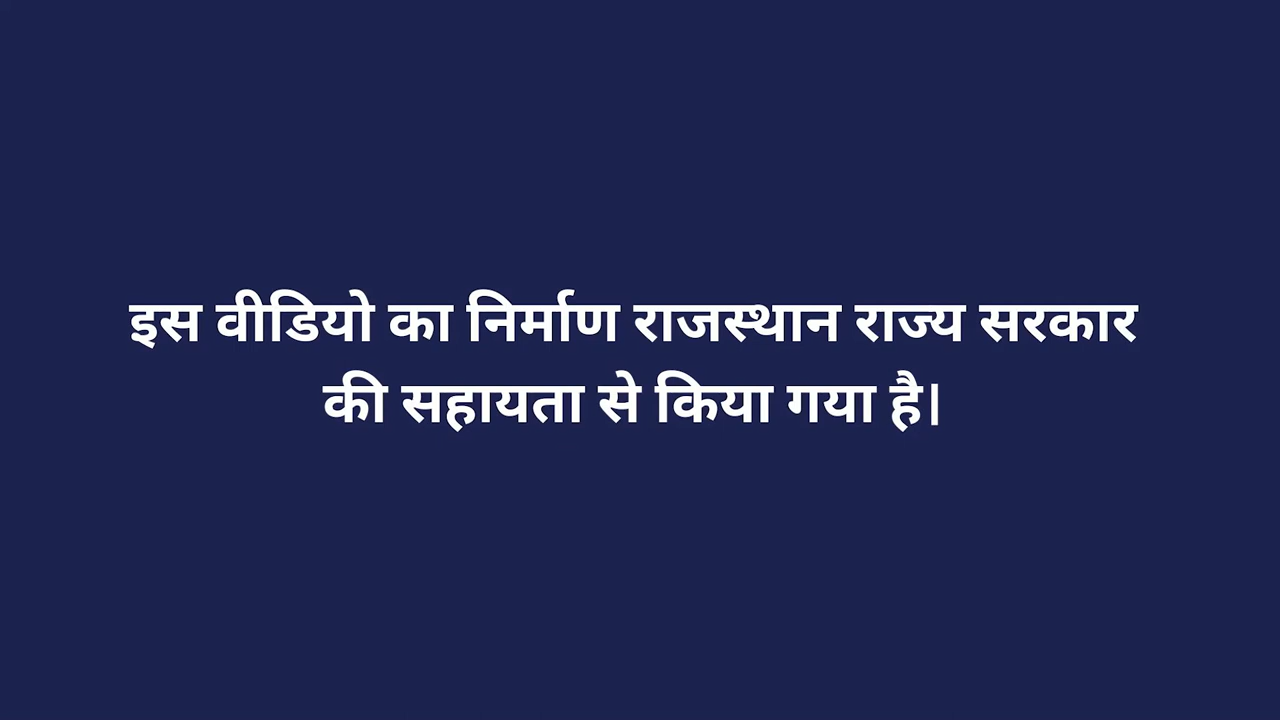 इस वीडियो का निर्माण राजस्थान राज्य सरकार
की सहायता से किया गया है।